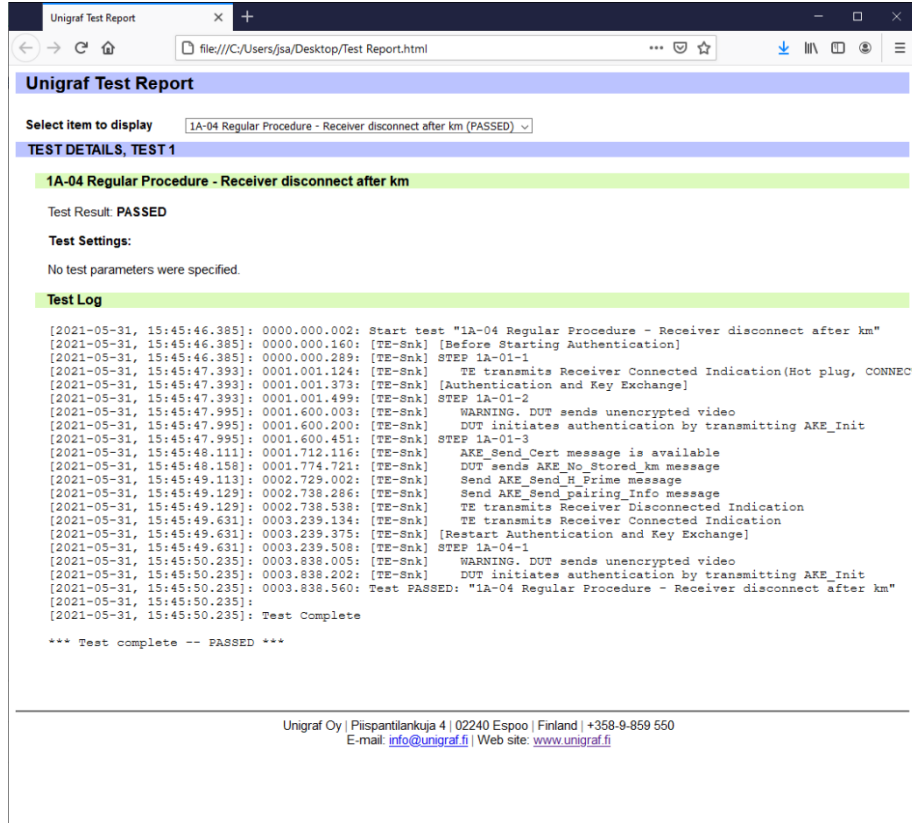 Unigraf Test Report
file:///C:/Users/jsa/Desktop/Test Report.html
Unigraf Test Report
Select item to display 1A-04 Regular Procedure - Receiver disconnect after km (PASSED)
TEST DETAILS, TEST 1
1A-04 Regular Procedure - Receiver disconnect after km
Test Result: PASSED
Test Settings:
No test parameters were specified.
Test Log
[2021-05-31, 15:45:46.385]: 0000.000.002: Start test "1A-04 Regular Procedure - Receiver disconnect after km"
[2021-05-31, 15:45:46.385]: 0000.000.160: [TE-Snk] [Before Starting Authentication]
[2021-05-31, 15:45:46.385]: 0000.000.289: [TE-Snk] STEP 1A-01-1
[2021-05-31, 15:45:47.393]: 0001.001.124: [TE-Snk]    TE transmits Receiver Connected Indication(Hot plug, CONNEC
[2021-05-31, 15:45:47.393]: 0001.001.373: [TE-Snk] [Authentication and Key Exchange]
[2021-05-31, 15:45:47.393]: 0001.001.499: [TE-Snk] STEP 1A-01-2
[2021-05-31, 15:45:47.995]: 0001.600.003: [TE-Snk]    WARNING. DUT sends unencrypted video
[2021-05-31, 15:45:47.995]: 0001.600.200: [TE-Snk]    DUT initiates authentication by transmitting AKE_Init
[2021-05-31, 15:45:47.995]: 0001.600.451: [TE-Snk] STEP 1A-01-3
[2021-05-31, 15:45:48.111]: 0001.712.116: [TE-Snk]    AKE_Send_Cert message is available
[2021-05-31, 15:45:48.158]: 0001.774.721: [TE-Snk]    DUT sends AKE_No_Stored_km message
[2021-05-31, 15:45:49.113]: 0002.729.002: [TE-Snk]    Send AKE_Send_H_Prime message
[2021-05-31, 15:45:49.129]: 0002.738.286: [TE-Snk]    Send AKE_Send_pairing_Info message
[2021-05-31, 15:45:49.129]: 0002.738.538: [TE-Snk]    TE transmits Receiver Disconnected Indication
[2021-05-31, 15:45:49.631]: 0003.239.134: [TE-Snk]    TE transmits Receiver Connected Indication
[2021-05-31, 15:45:49.631]: 0003.239.375: [TE-Snk] [Restart Authentication and Key Exchange]
[2021-05-31, 15:45:49.631]: 0003.239.508: [TE-Snk] STEP 1A-04-1
[2021-05-31, 15:45:50.235]: 0003.838.005: [TE-Snk]    WARNING. DUT sends unencrypted video
[2021-05-31, 15:45:50.235]: 0003.838.202: [TE-Snk]    DUT initiates authentication by transmitting AKE_Init
[2021-05-31, 15:45:50.235]: 0003.838.560: Test PASSED: "1A-04 Regular Procedure - Receiver disconnect after km"
[2021-05-31, 15:45:50.235]:
[2021-05-31, 15:45:50.235]: Test Complete
*** Test complete -- PASSED ***
Unigraf Oy | Piispantilankuja 4 | 02240 Espoo | Finland | +358-9-859 550
E-mail: info@unigraf.fi | Web site: www.unigraf.fi